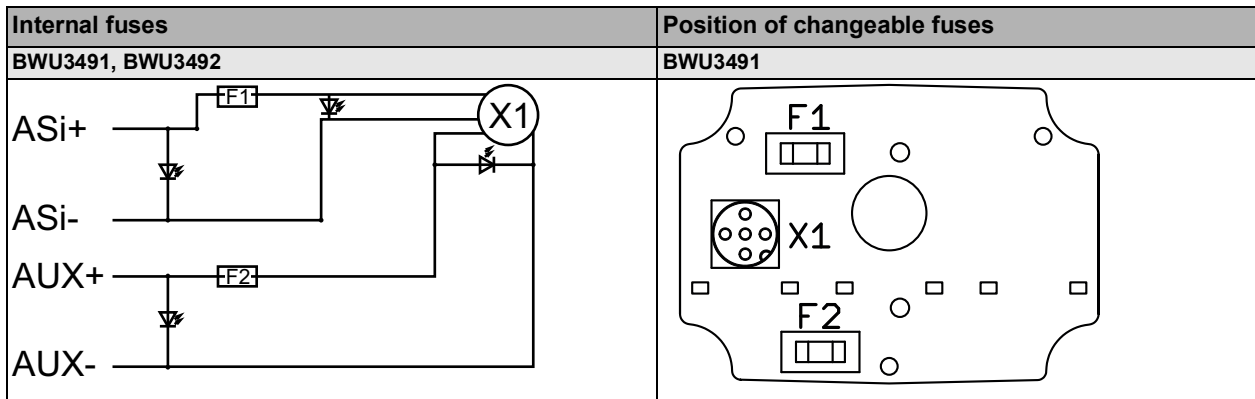 Internal fuses
Position of changeable fuses
BWU3491, BWU3492
BWU3491
F1
X1
ASi+
ASi-
AUX+
F2
AUX-
F1
X1
F2